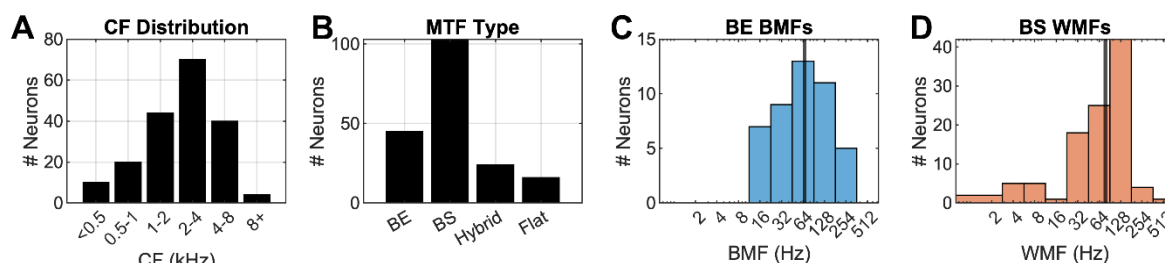 A
CF Distribution
# Neurons
80
60
40
20
0
<0.5
0.5-1
1-2
2-4
4-8
8+
CF (kHz)
B
MTF Type
# Neurons
100
50
0
BE
BS
Hybrid
Flat
C
BE BMFs
# Neurons
15
10
5
0
2
4
8
16
32
64
128
254
512
BMF (Hz)
D
BS WMFs
# Neurons
40
30
20
10
0
2
4
8
16
32
64
128
254
512
WMF (Hz)